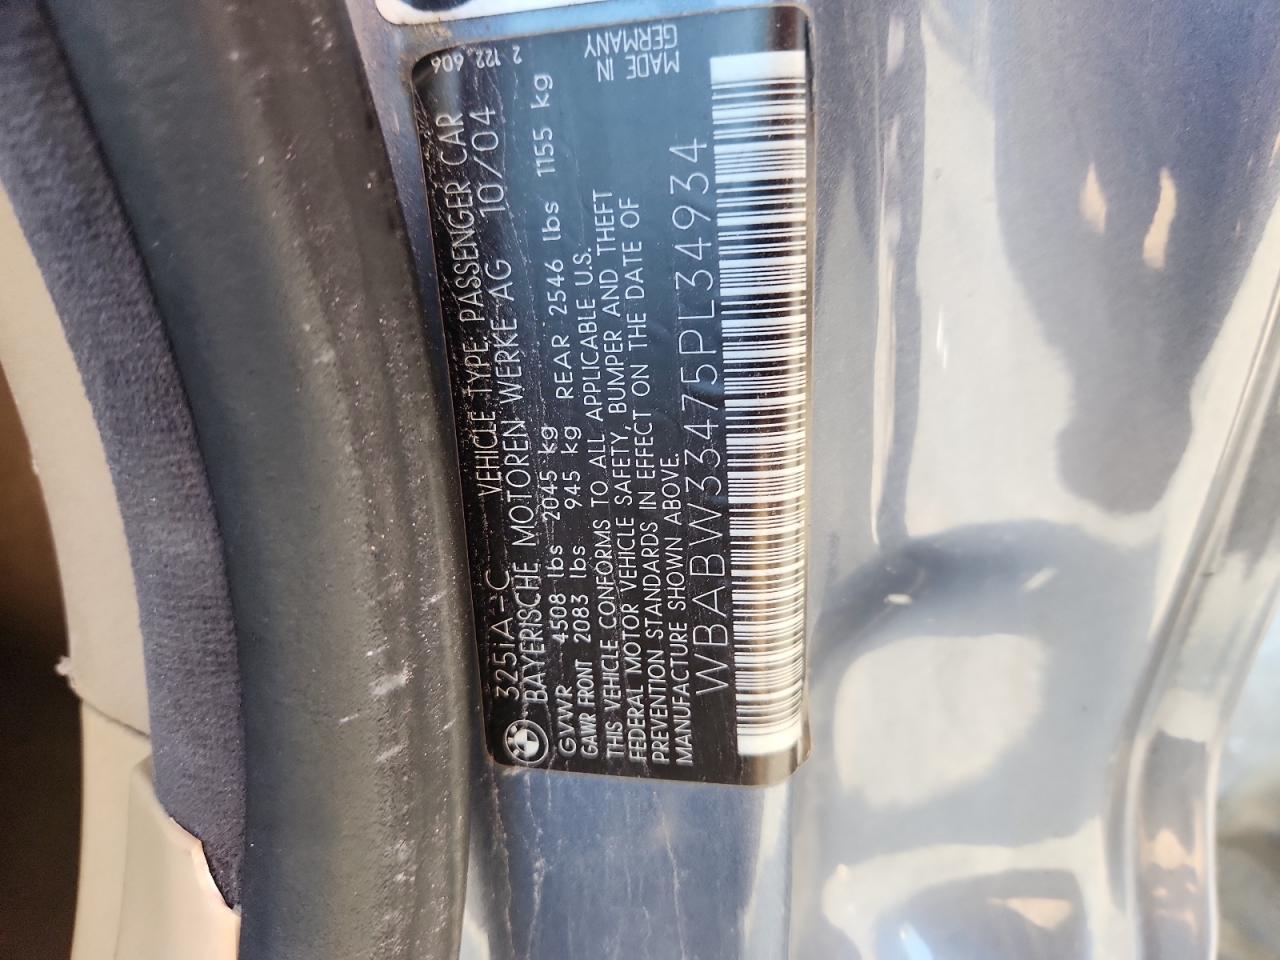 325iA-C VEHICLE TYPE: PASSENGER CAR
2 122 606
BAYERISCHE MOTOREN WERKE AG 10/04
GVWR 4508 lbs 2045 kg REAR 2546 lbs 1155 kg
GAWR FRONT 2083 lbs 945 kg
THIS VEHICLE CONFORMS TO ALL APPLICABLE U.S.
FEDERAL MOTOR VEHICLE SAFETY, BUMPER AND THEFT
PREVENTION STANDARDS IN EFFECT ON THE DATE OF
MANUFACTURE SHOWN ABOVE.
MADE IN
GERMANY
WBABW33475PL34934